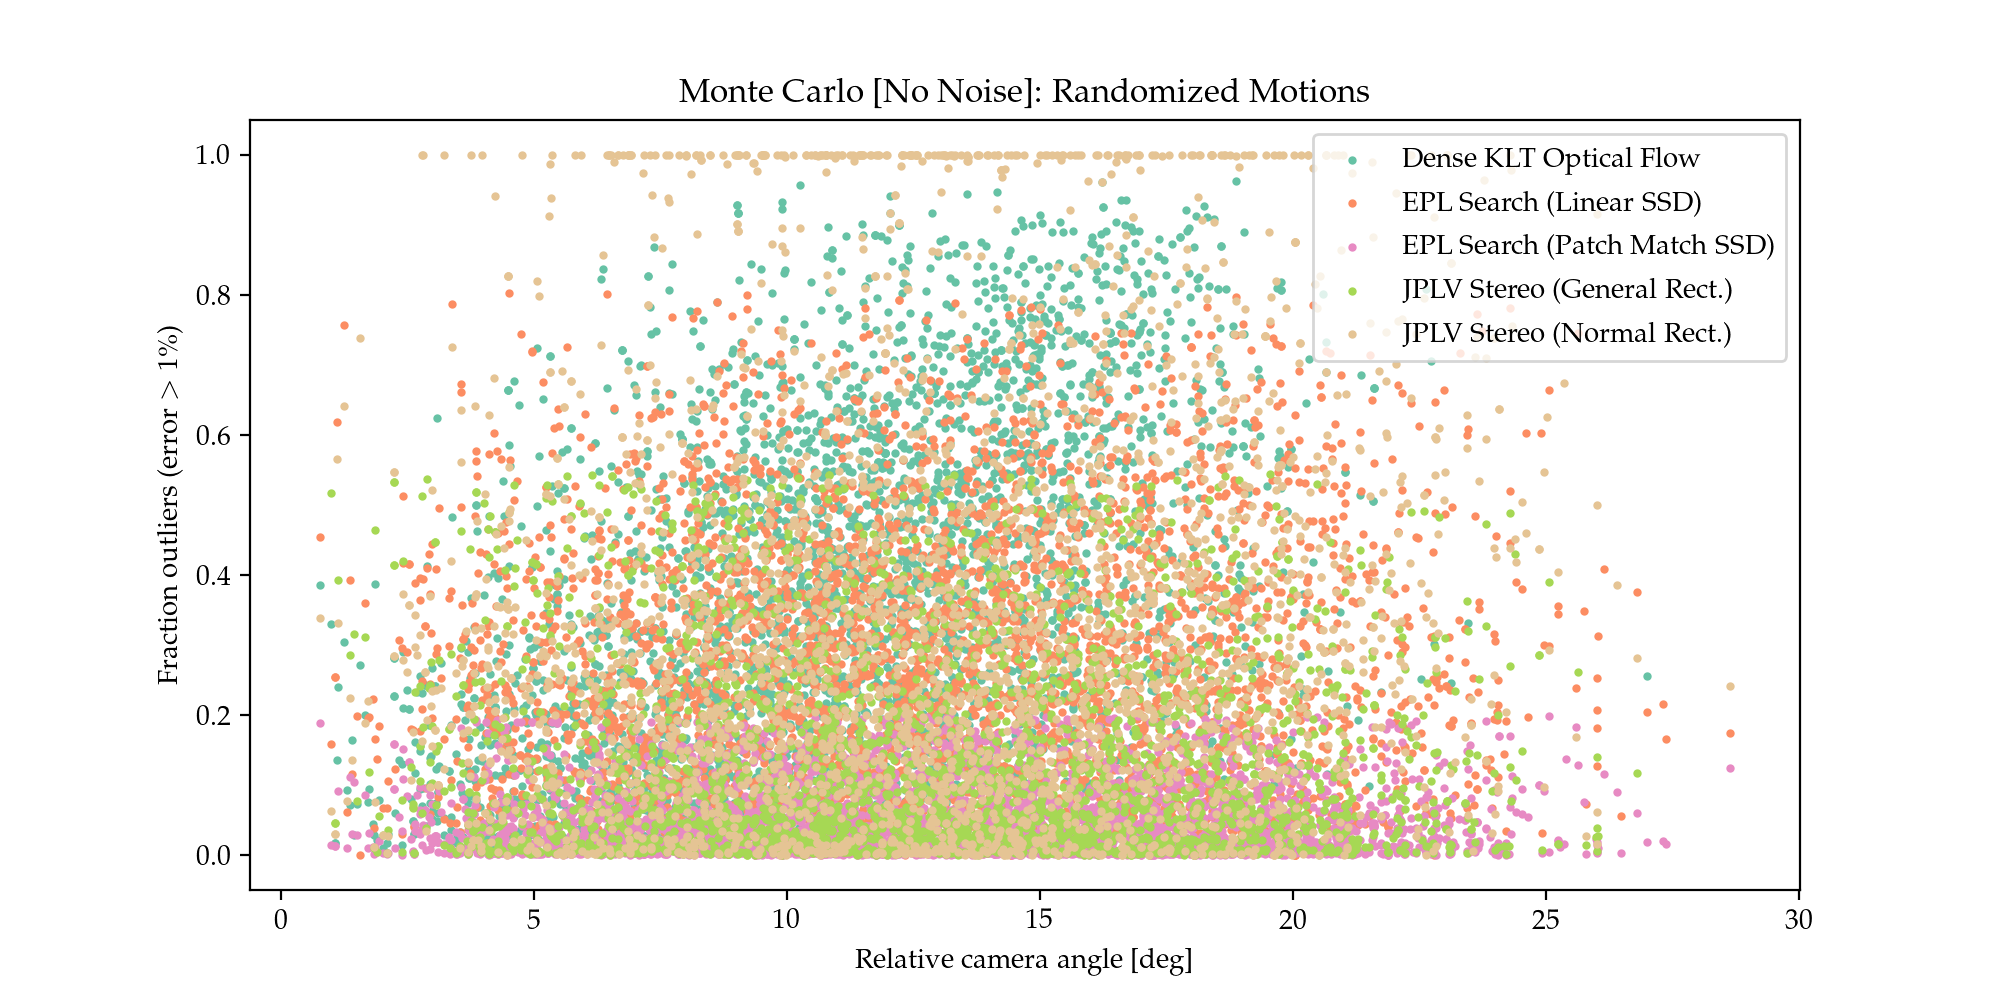 Monte Carlo [No Noise]: Randomized Motions
Fraction outliers (error > 1%)
1.0
0.8
0.6
0.4
0.2
0.0
Dense KLT Optical Flow
EPL Search (Linear SSD)
EPL Search (Patch Match SSD)
JPLV Stereo (General Rect.)
JPLV Stereo (Normal Rect.)
0 5 10 15 20 25 30
Relative camera angle [deg]